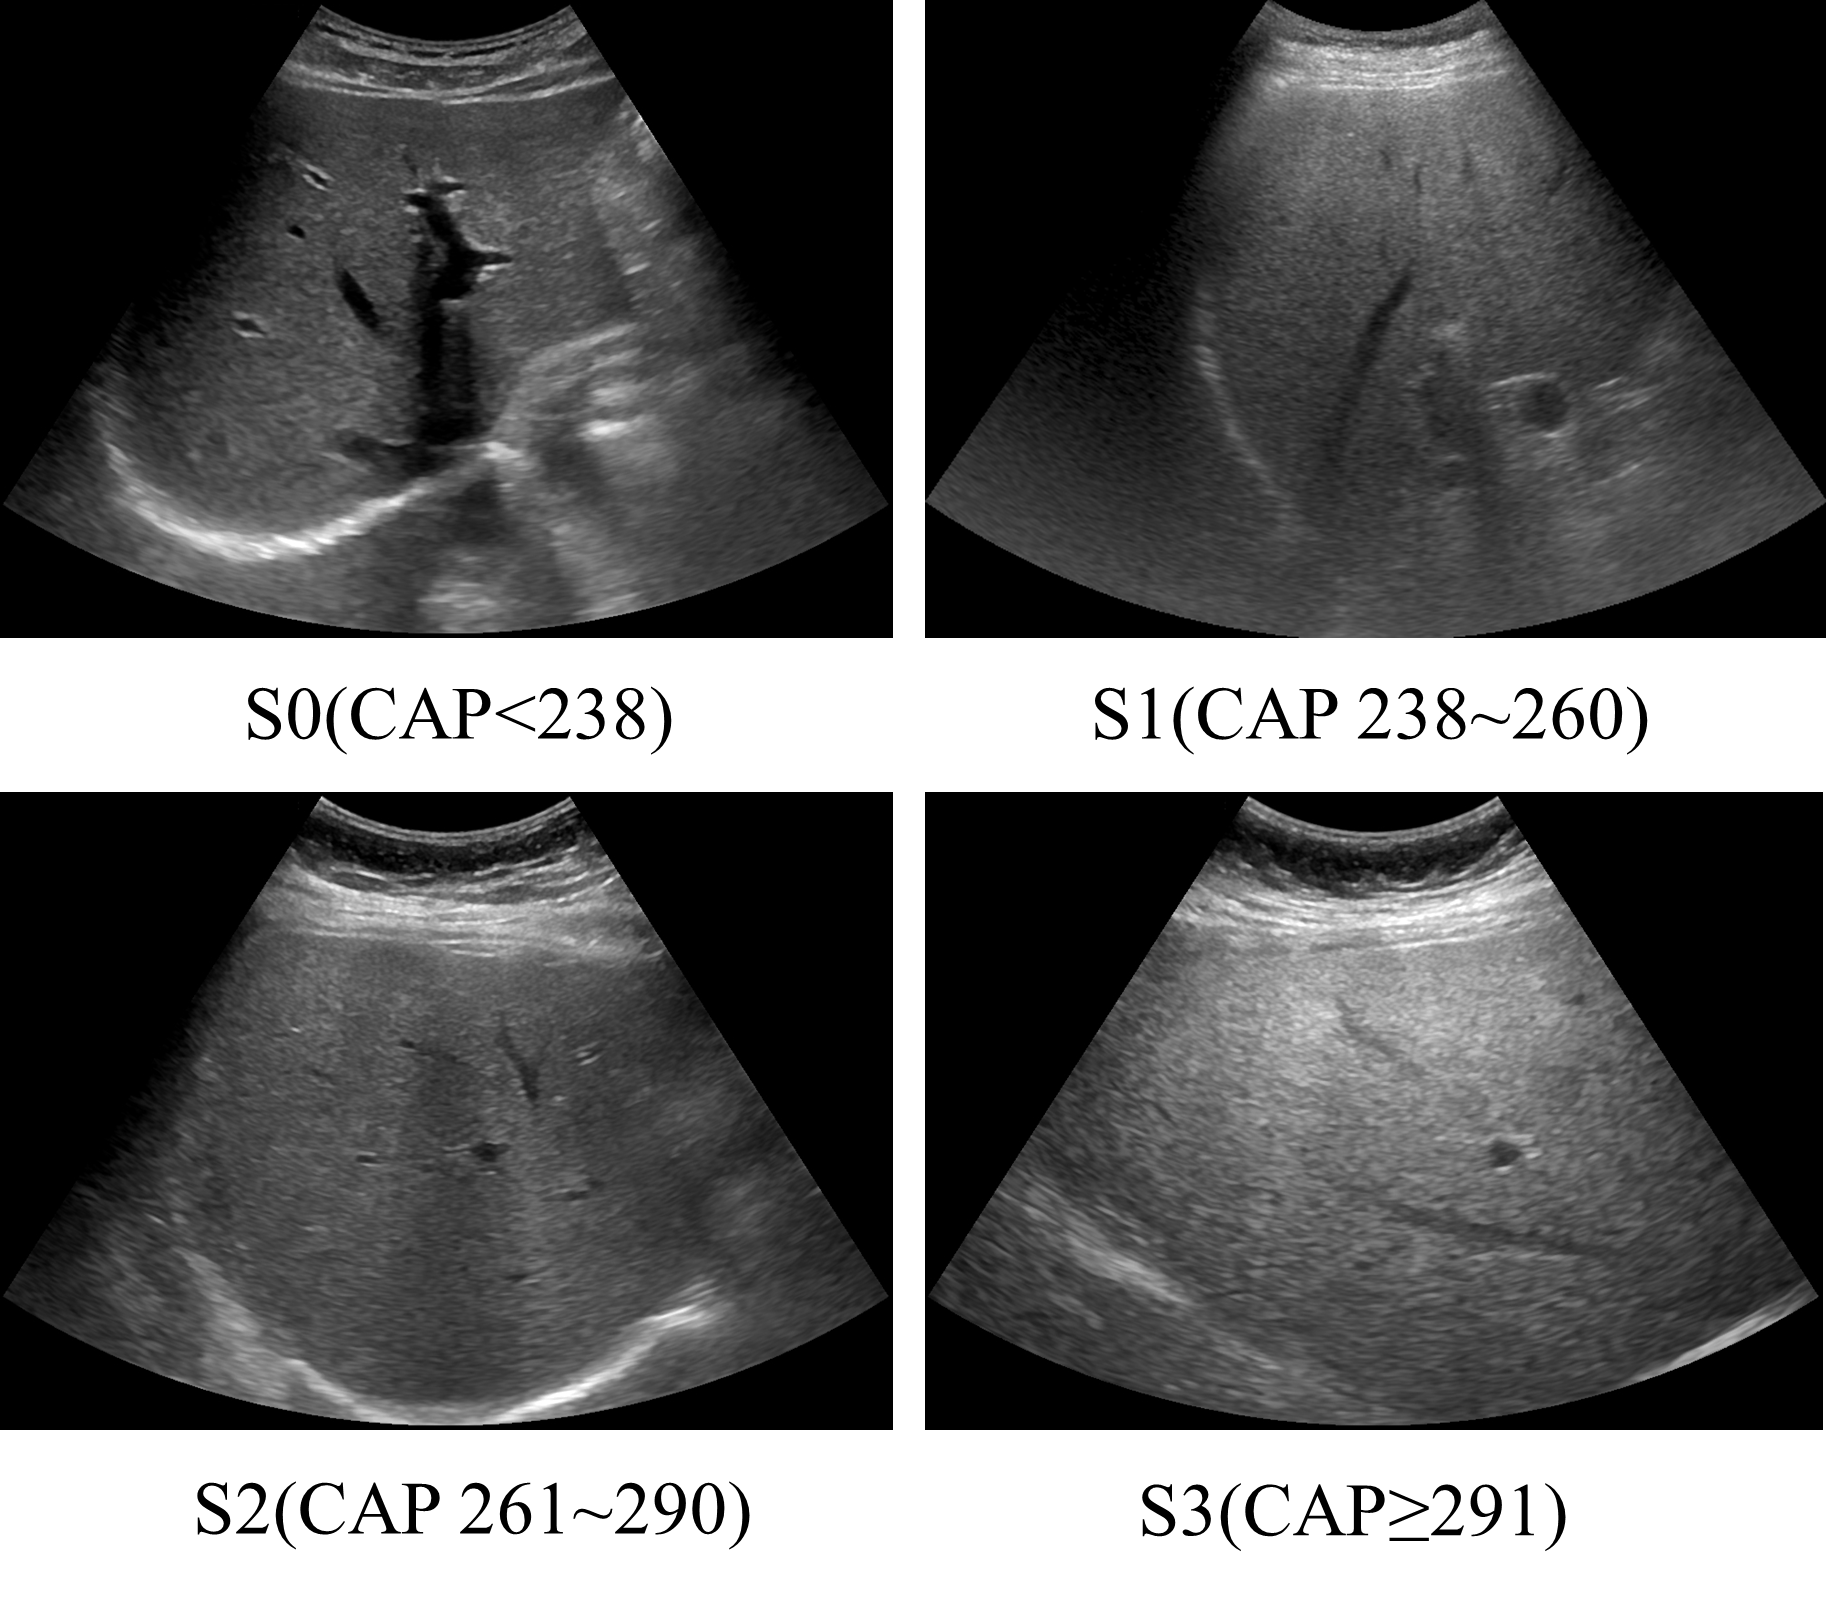 S0(CAP<238)
S1(CAP 238~260)
S2(CAP 261~290)
S3(CAP≥291)